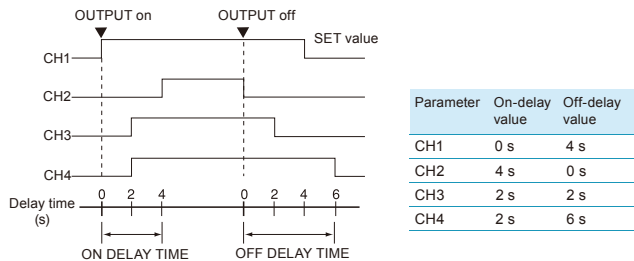 OUTPUT on OUTPUT off
SET value
CH1
CH2
CH3
CH4
Delay time
(s)
0 2 4 0 2 4 6
ON DELAY TIME OFF DELAY TIME
Parameter On-delay value Off-delay value
CH1 0 s 4 s
CH2 4 s 0 s
CH3 2 s 2 s
CH4 2 s 6 s